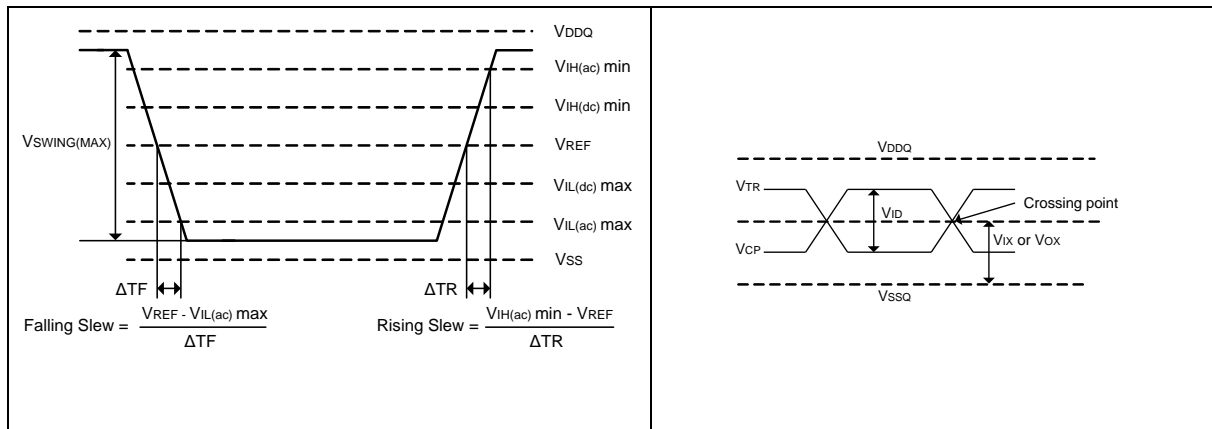 VDDQ
VIH(ac) min
VIH(dc) min
VSWING(MAX)
VREF
VIL(dc) max
VIL(ac) max
VSS
ΔTF
ΔTR
Falling Slew = VREF - VIL(ac) max
ΔTF
Rising Slew = VIH(ac) min - VREF
ΔTR
VDDQ
VTR
VID
Crossing point
VCP
VIX or VOX
VSSQ